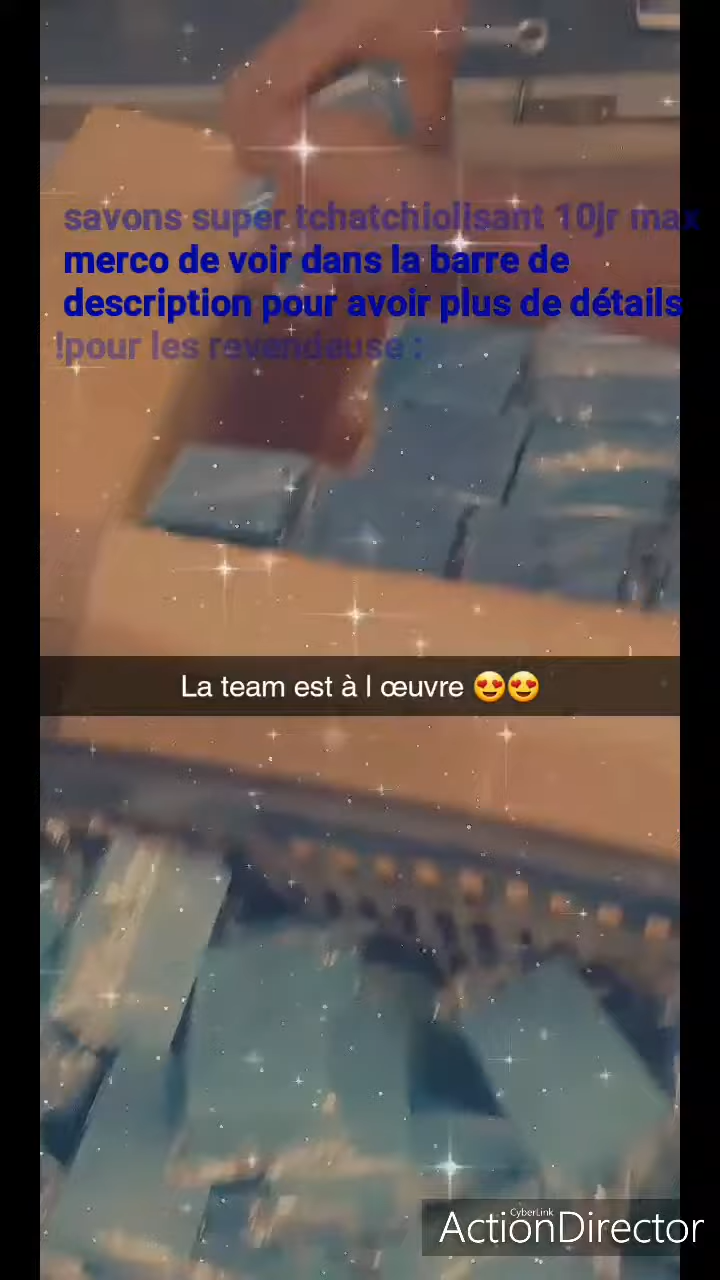 savons super tchatchiolisant 10jr max
merco de voir dans la barre de
description pour avoir plus de détails
!pour les revendause :
La team est à l œuvre 😍😍
CyberLink
ActionDirector